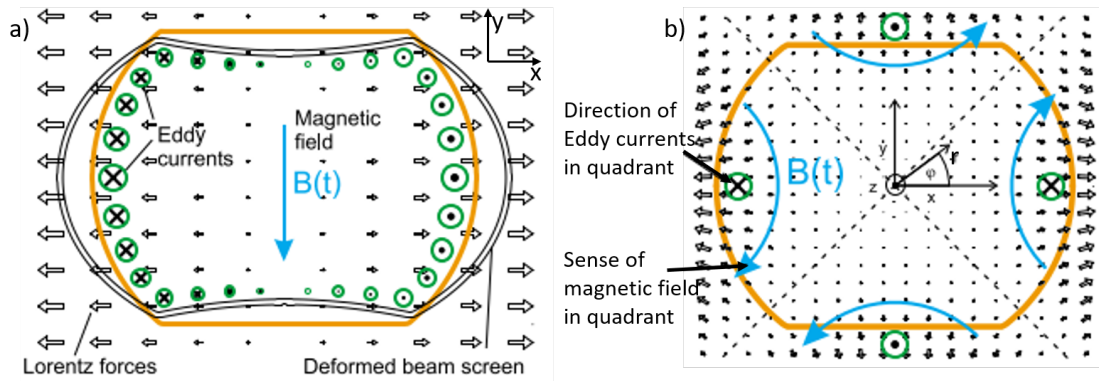 a)
y
x
Eddy
currents
Magnetic
field
B(t)
Lorentz forces
Deformed beam screen
b)
Direction of
Eddy currents
in quadrant
B(t)
y
r
φ
z
x
Sense of
magnetic field
in quadrant